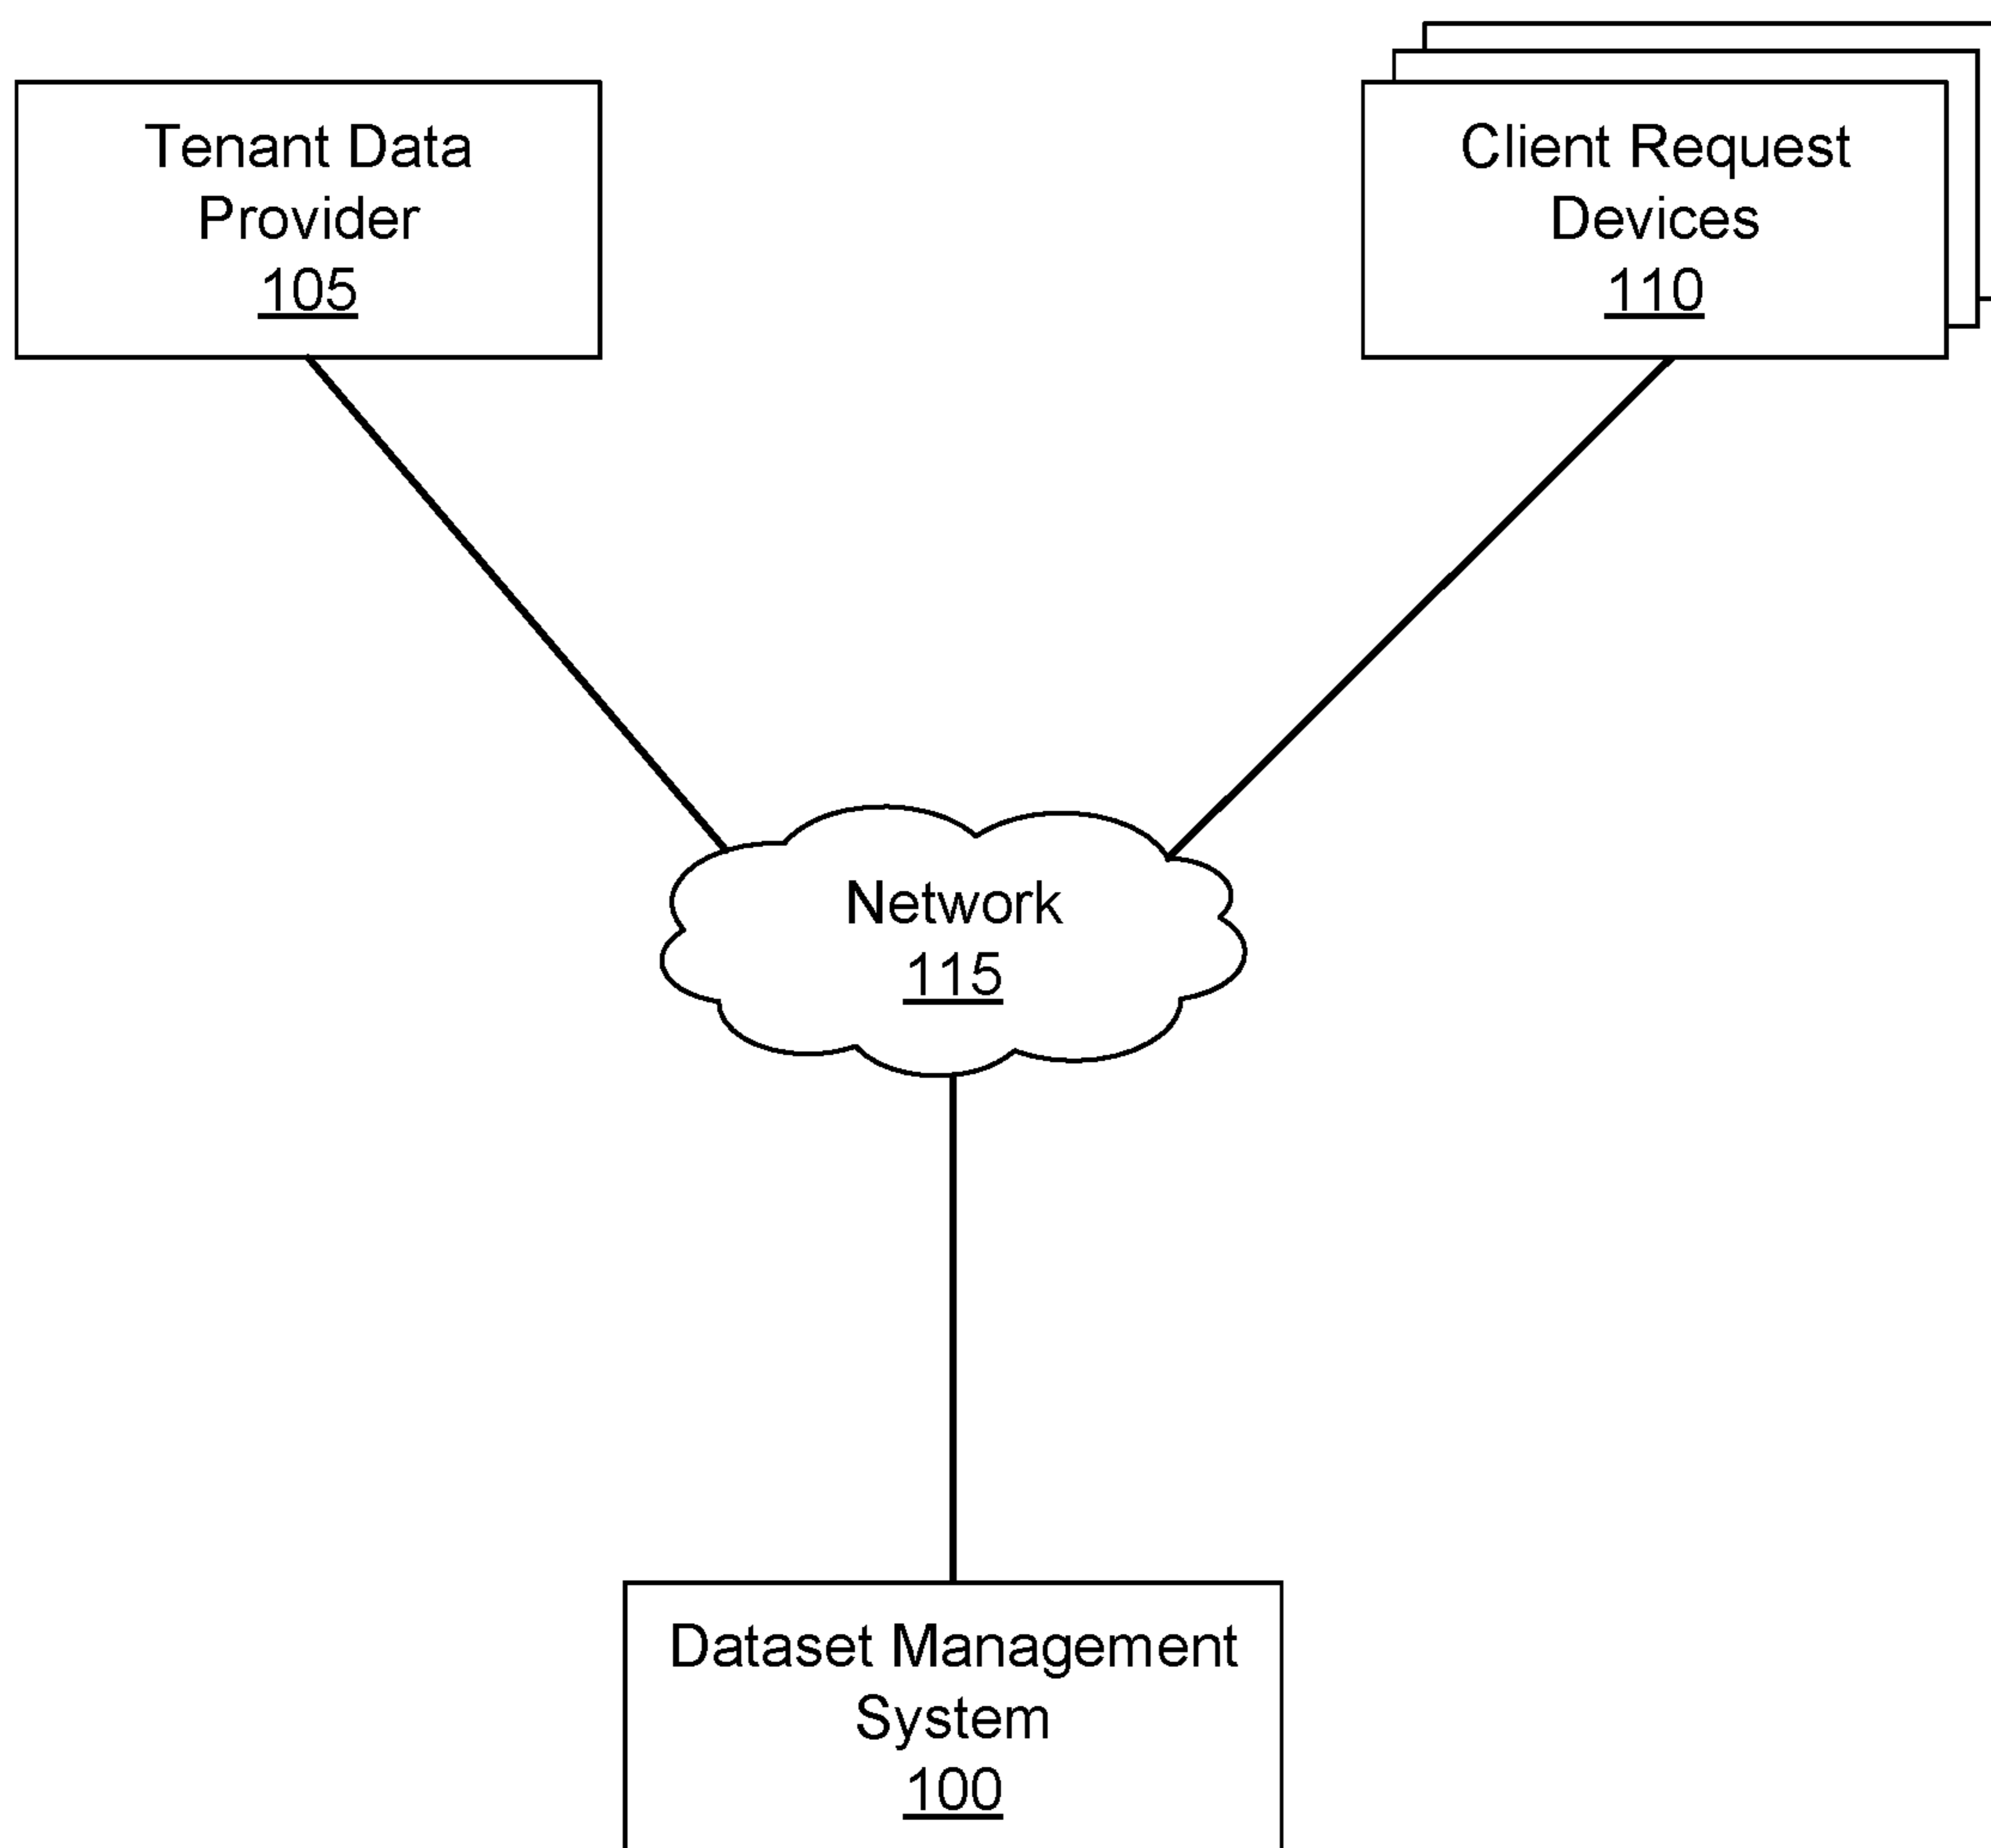 Tenant Data
Provider
105
Client Request
Devices
110
Network
115
Dataset Management
System
100